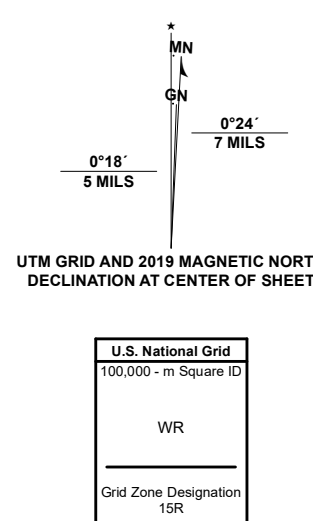 ★
MN
GN
0°24´
7 MILS
0°18´
5 MILS
UTM GRID AND 2019 MAGNETIC NORT
DECLINATION AT CENTER OF SHEET
U.S. National Grid
100,000 - m Square ID
WR
Grid Zone Designation
15R